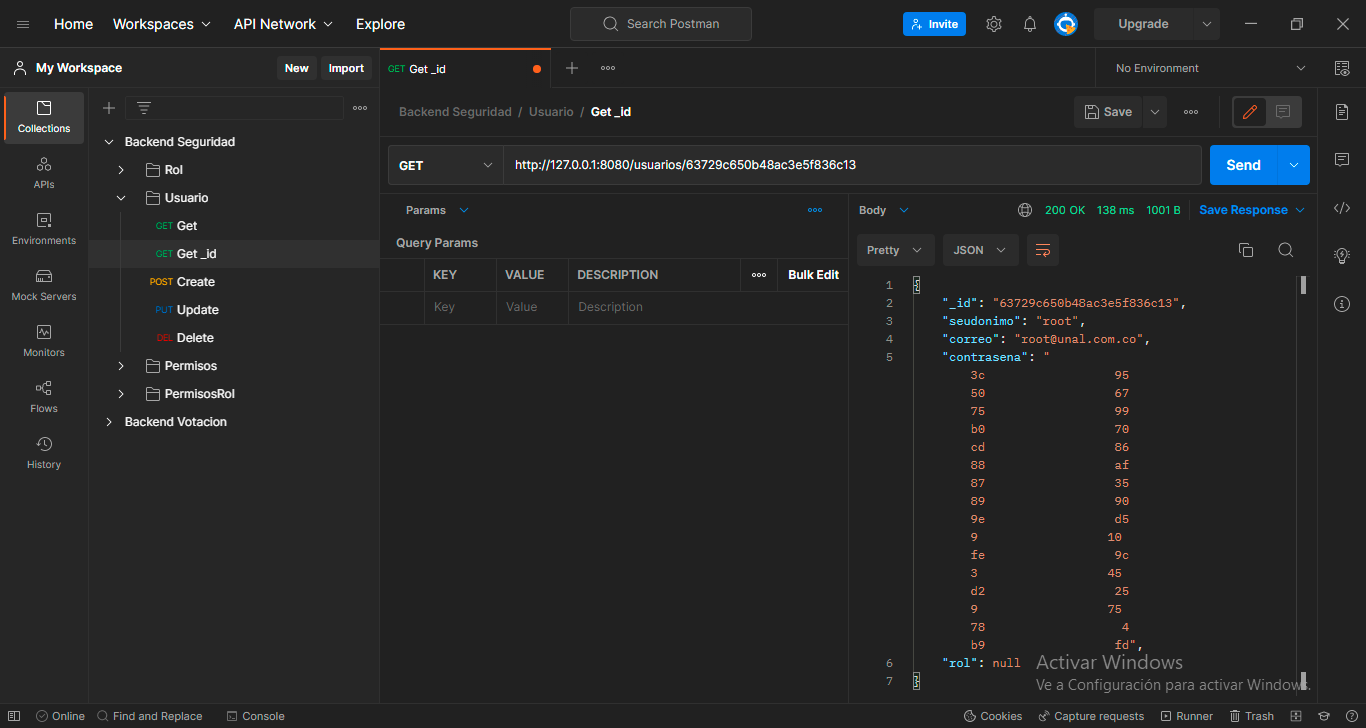 Home Workspaces API Network Explore Search Postman Invite Upgrade
My Workspace New Import GET Get _id No Environment
Collections
APIs
Environments
Mock Servers
Monitors
Flows
History
Backend Seguridad
Rol
Usuario
GET Get
GET Get _id
POST Create
PUT Update
DEL Delete
Permisos
PermisosRol
Backend Votacion
Backend Seguridad / Usuario / Get _id Save
GET http://127.0.0.1:8080/usuarios/63729c650b48ac3e5f836c13 Send
Params
Query Params
KEY VALUE DESCRIPTION Bulk Edit
Key Value Description
Body 200 OK 138 ms 1001 B Save Response
Pretty JSON
1 {
2 "_id": "63729c650b48ac3e5f836c13",
3 "seudonimo": "root",
4 "correo": "root@unal.com.co",
5 "contrasena": "
3c 95
50 67
75 99
b0 70
cd 86
88 af
87 35
89 90
9e d5
9 10
fe 9c
3 45
d2 25
9 75
78 4
b9 fd",
6 "rol": null
7 }
Activar Windows
Ve a Configuración para activar Windows.
Online Find and Replace Console Cookies Capture requests Runner Trash